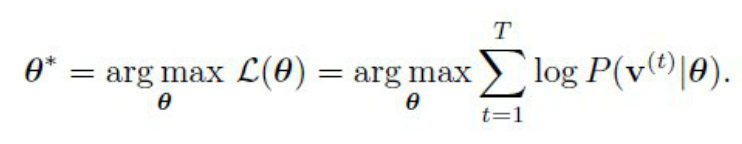 θ* = arg max_θ ℒ(θ) = arg max_θ ∑_{t=1}^{T} log P(v^{(t)}|θ).